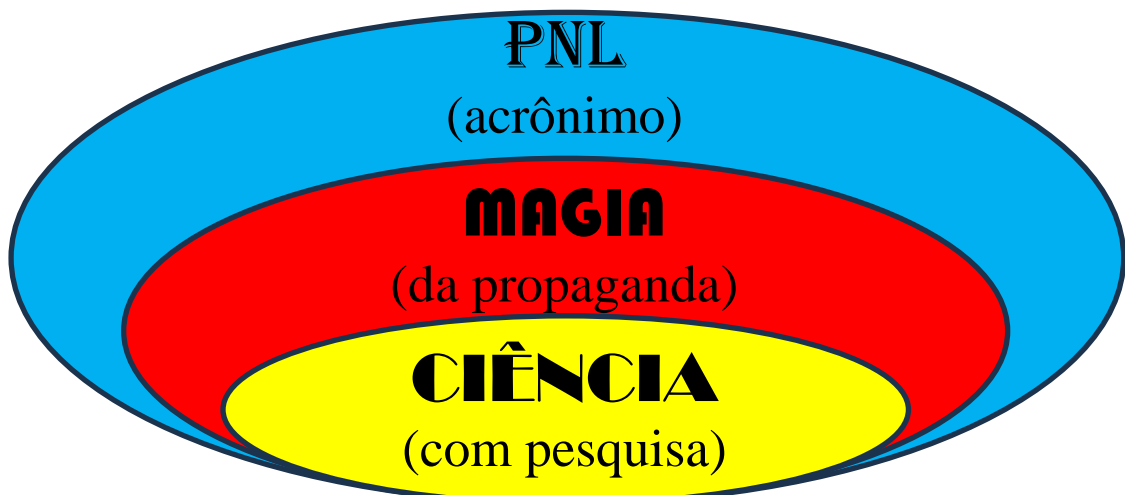 PNL
(acrônimo)
MAGIA
(da propaganda)
CIÊNCIA
(com pesquisa)